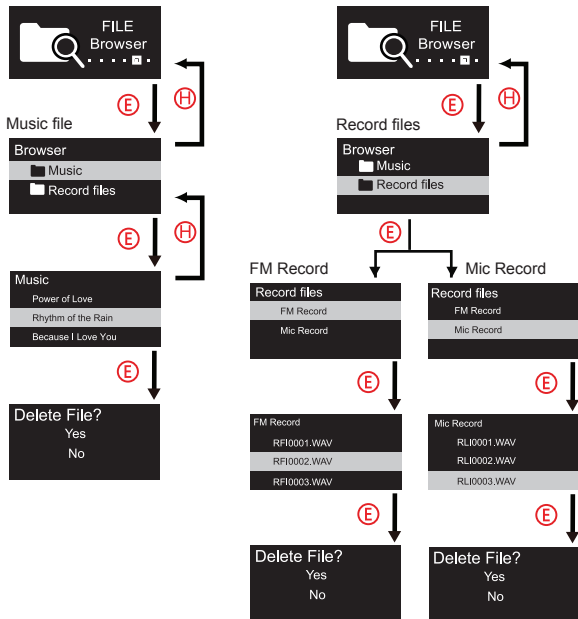 FILE
Browser
E
H
Music file
Browser
Music
Record files
E
H
Music
Power of Love
Rhythm of the Rain
Because I Love You
E
Delete File?
Yes
No
FILE
Browser
E
H
Record files
Browser
Music
Record files
E
FM Record
Record files
FM Record
Mic Record
E
FM Record
RFI0001.WAV
RFI0002.WAV
RFI0003.WAV
E
Delete File?
Yes
No
Mic Record
Record files
FM Record
Mic Record
E
Mic Record
RLI0001.WAV
RLI0002.WAV
RLI0003.WAV
E
Delete File?
Yes
No